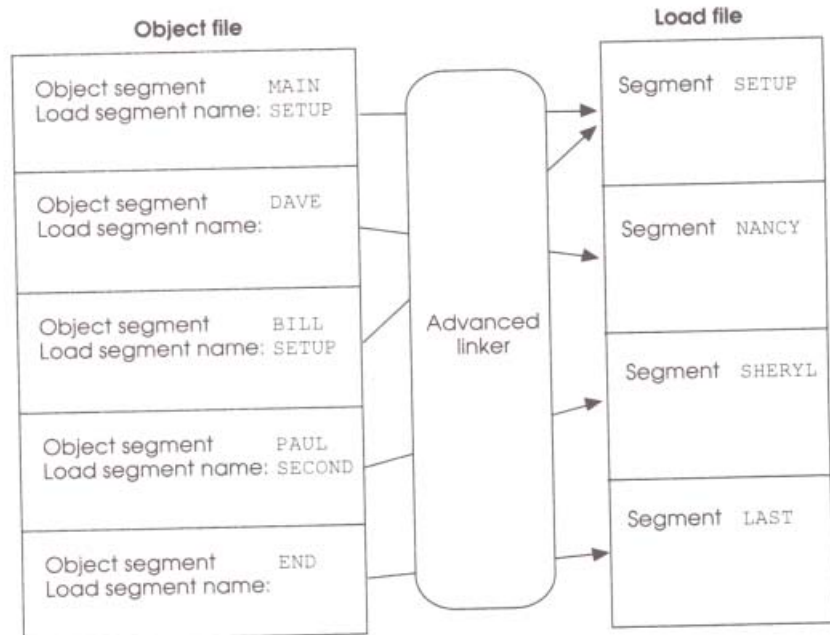 Object file
Object segment MAIN
Load segment name: SETUP
Object segment DAVE
Load segment name:
Object segment BILL
Load segment name: SETUP
Object segment PAUL
Load segment name: SECOND
Object segment END
Load segment name:
Advanced
linker
Load file
Segment SETUP
Segment NANCY
Segment SHERYL
Segment LAST